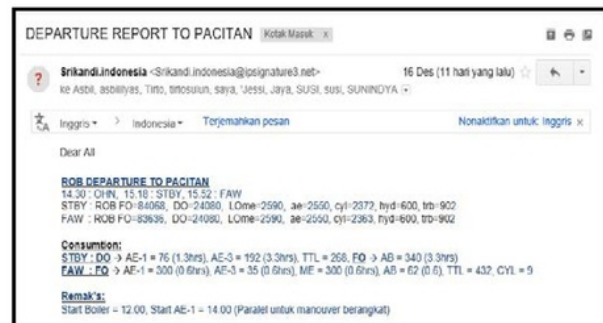 DEPARTURE REPORT TO PACITAN Kotak Masuk x
Srikandi.indonesia <Srikandi.indonesia@ipsignature3.net> 16 Des (11 hari yang lalu)
ke Asbil, asbiliyas, Tirto, tirtosulun, saya, 'Jessi, Jaya, SUSI, susi, SUNINDYA
Inggris > Indonesia Terjemahkan pesan Nonaktifkan untuk: Inggris x
Dear All
ROB DEPARTURE TO PACITAN
14.30 : OHN, 15.18 : STBY, 15.52 : FAW
STBY : ROB FO=84068, DO=24080, LOme=2590, ae=2550, cyl=2372, hyd=600, trb=902
FAW : ROB FO=83636, DO=24080, LOme=2590, ae=2550, cyl=2363, hyd=600, trb=902
Consumtion:
STBY : DO → AE-1 = 76 (1.3hrs), AE-3 = 192 (3.3hrs), TTL = 268, FO → AB = 340 (3.3hrs)
FAW : FO → AE-1 = 300 (0.6hrs), AE-3 = 35 (0.6hrs), ME = 300 (0.6hrs), AB = 62 (0.6), TTL = 432, CYL = 9
Remak's:
Start Boiler = 12.00, Start AE-1 = 14.00 (Paralel untuk manouver berangkat)